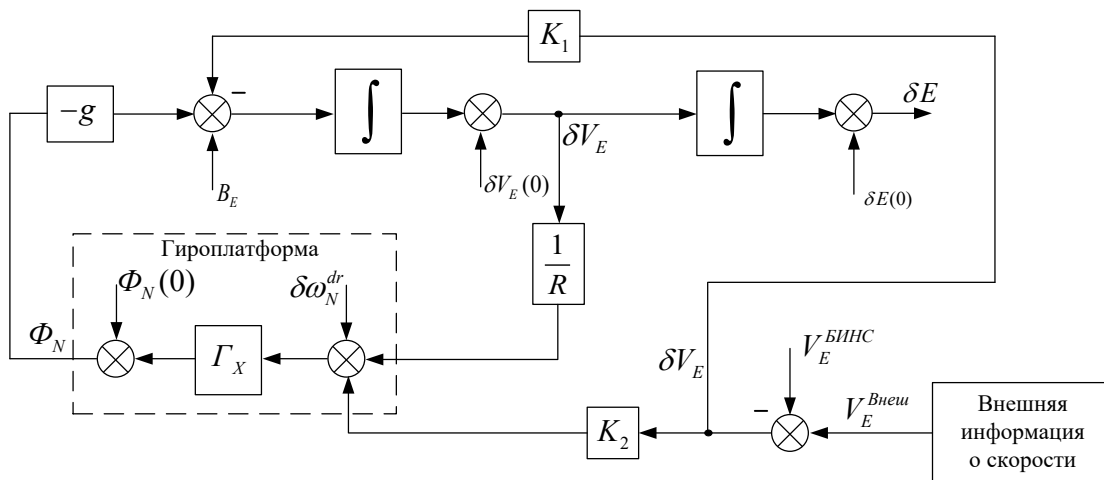 K₁
−g
−
∫
∫
δE
δV_E
B_E
δV_E(0)
δE(0)
1
R
Гироплатформа
Φ_N(0)
δω_N^{dr}
Φ_N
Γ_X
δV_E
V_E^{БИНС}
−
V_E^{Внеш}
K₂
Внешняя
информация
о скорости